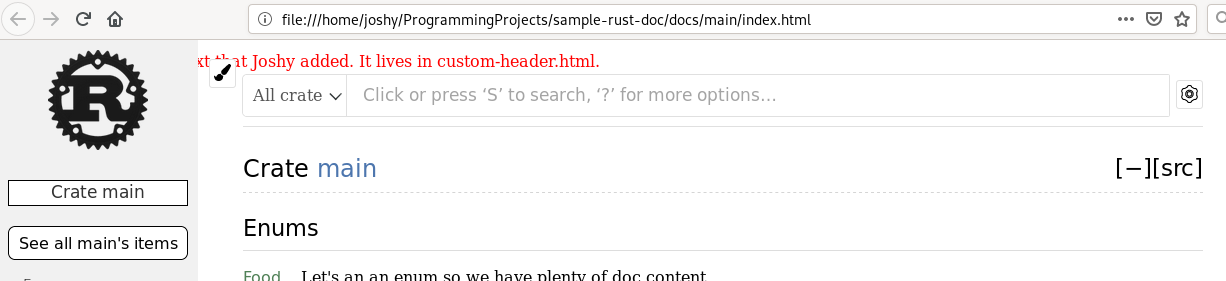 file:///home/joshy/ProgrammingProjects/sample-rust-doc/docs/main/index.html
that Joshy added. It lives in custom-header.html.
All crate Click or press ‘S’ to search, ‘?’ for more options…
R
Crate main
See all main's items
Crate main [−][src]
Enums
Food Let's an an enum so we have plenty of doc content